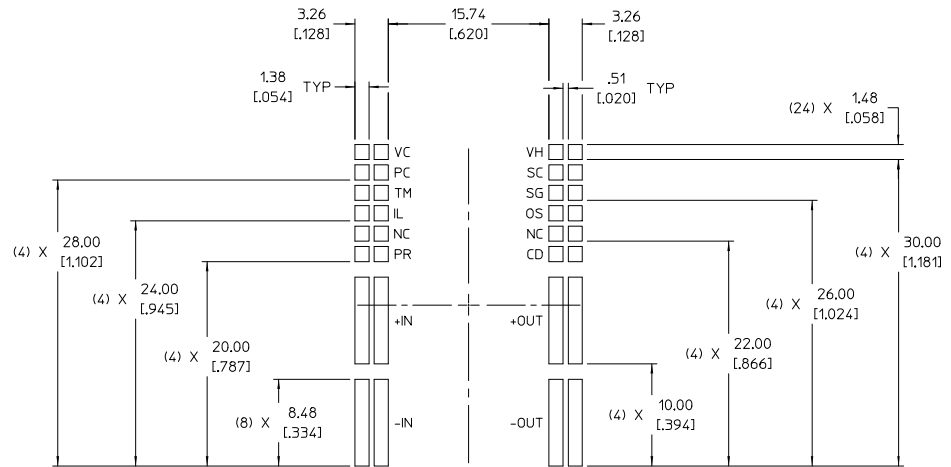 3.26
[.128]
15.74
[.620]
3.26
[.128]
1.38
[.054]
TYP
.51
[.020]
TYP
(24) X
1.48
[.058]
VC
VH
PC
SC
TM
SG
IL
OS
NC
NC
PR
CD
(4) X
28.00
[1.102]
(4) X
30.00
[1.181]
(4) X
24.00
[.945]
(4) X
26.00
[1.024]
+IN
+OUT
(4) X
20.00
[.787]
(4) X
22.00
[.866]
(8) X
8.48
[.334]
(4) X
10.00
[.394]
-IN
-OUT